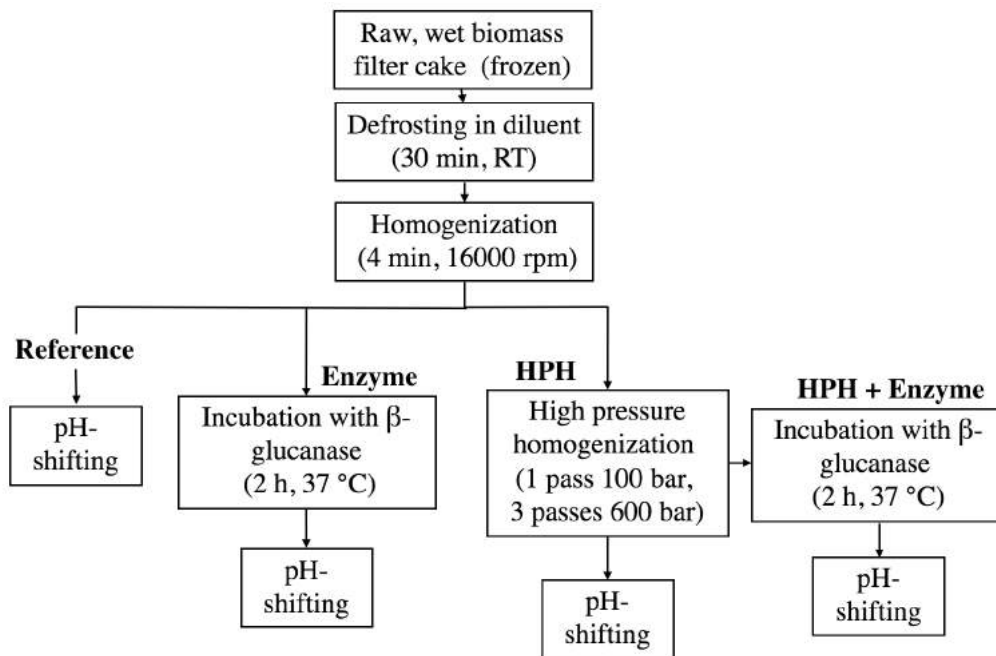 Raw, wet biomass
filter cake (frozen)
Defrosting in diluent
(30 min, RT)
Homogenization
(4 min, 16000 rpm)
Reference
pH-
shifting
Enzyme
Incubation with β-
glucanase
(2 h, 37 °C)
pH-
shifting
HPH
High pressure
homogenization
(1 pass 100 bar,
3 passes 600 bar)
pH-
shifting
HPH + Enzyme
Incubation with β-
glucanase
(2 h, 37 °C)
pH-
shifting